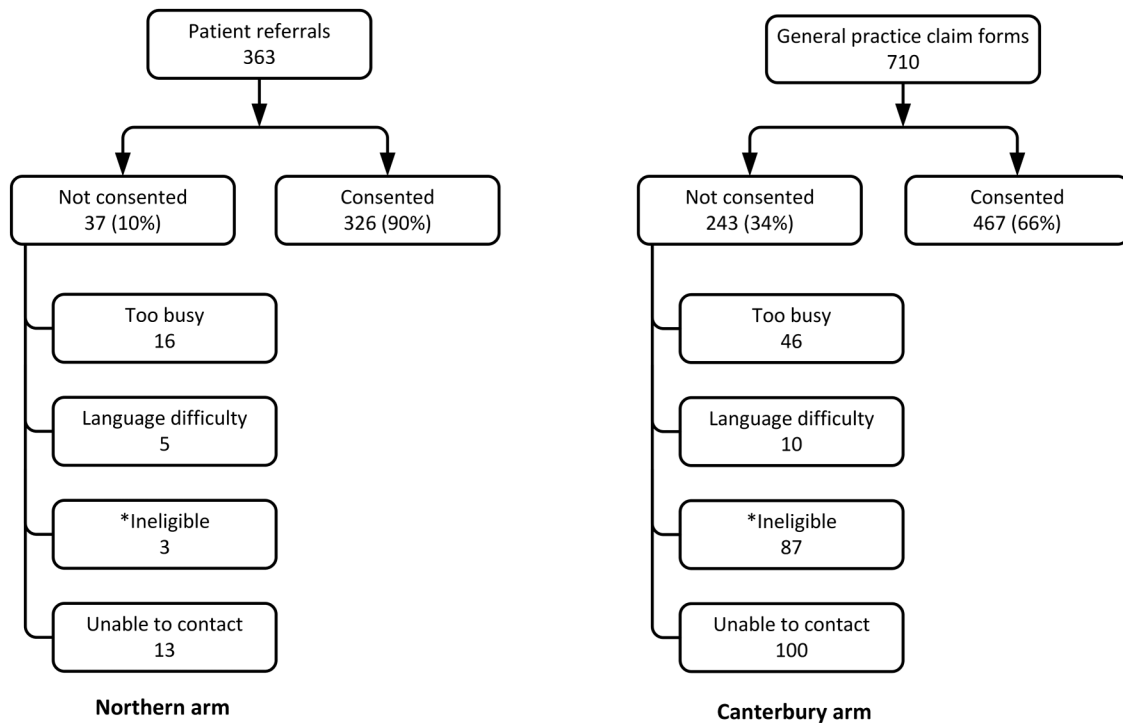 Patient referrals
363
Not consented
37 (10%)
Consented
326 (90%)
Too busy
16
Language difficulty
5
*Ineligible
3
Unable to contact
13
Northern arm
General practice claim forms
710
Not consented
243 (34%)
Consented
467 (66%)
Too busy
46
Language difficulty
10
*Ineligible
87
Unable to contact
100
Canterbury arm